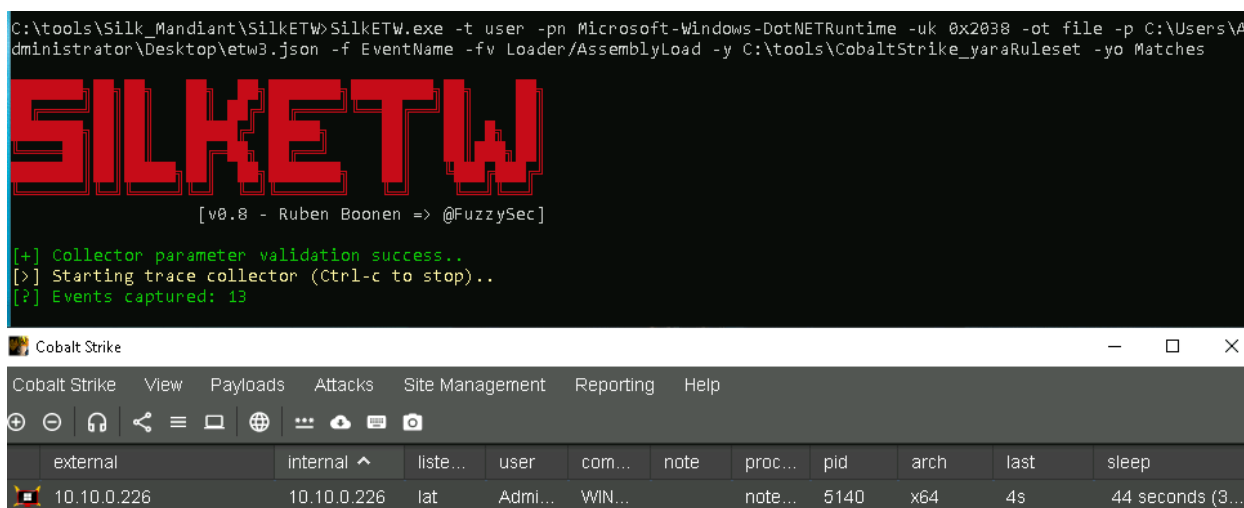 C:\tools\Silk_Mandiant\SilkETW>SilkETW.exe -t user -pn Microsoft-Windows-DotNETRuntime -uk 0x2038 -ot file -p C:\Users\A
dministrator\Desktop\etw3.json -f EventName -fv Loader/AssemblyLoad -y C:\tools\CobaltStrike_yaraRuleset -yo Matches
SILKETW
[v0.8 - Ruben Boonen => @FuzzySec]
[+] Collector parameter validation success..
[>] Starting trace collector (Ctrl-c to stop)..
[?] Events captured: 13
Cobalt Strike
Cobalt Strike View Payloads Attacks Site Management Reporting Help
external internal liste... user com... note proc... pid arch last sleep
10.10.0.226 10.10.0.226 lat Admi... WIN... note... 5140 x64 4s 44 seconds (3...